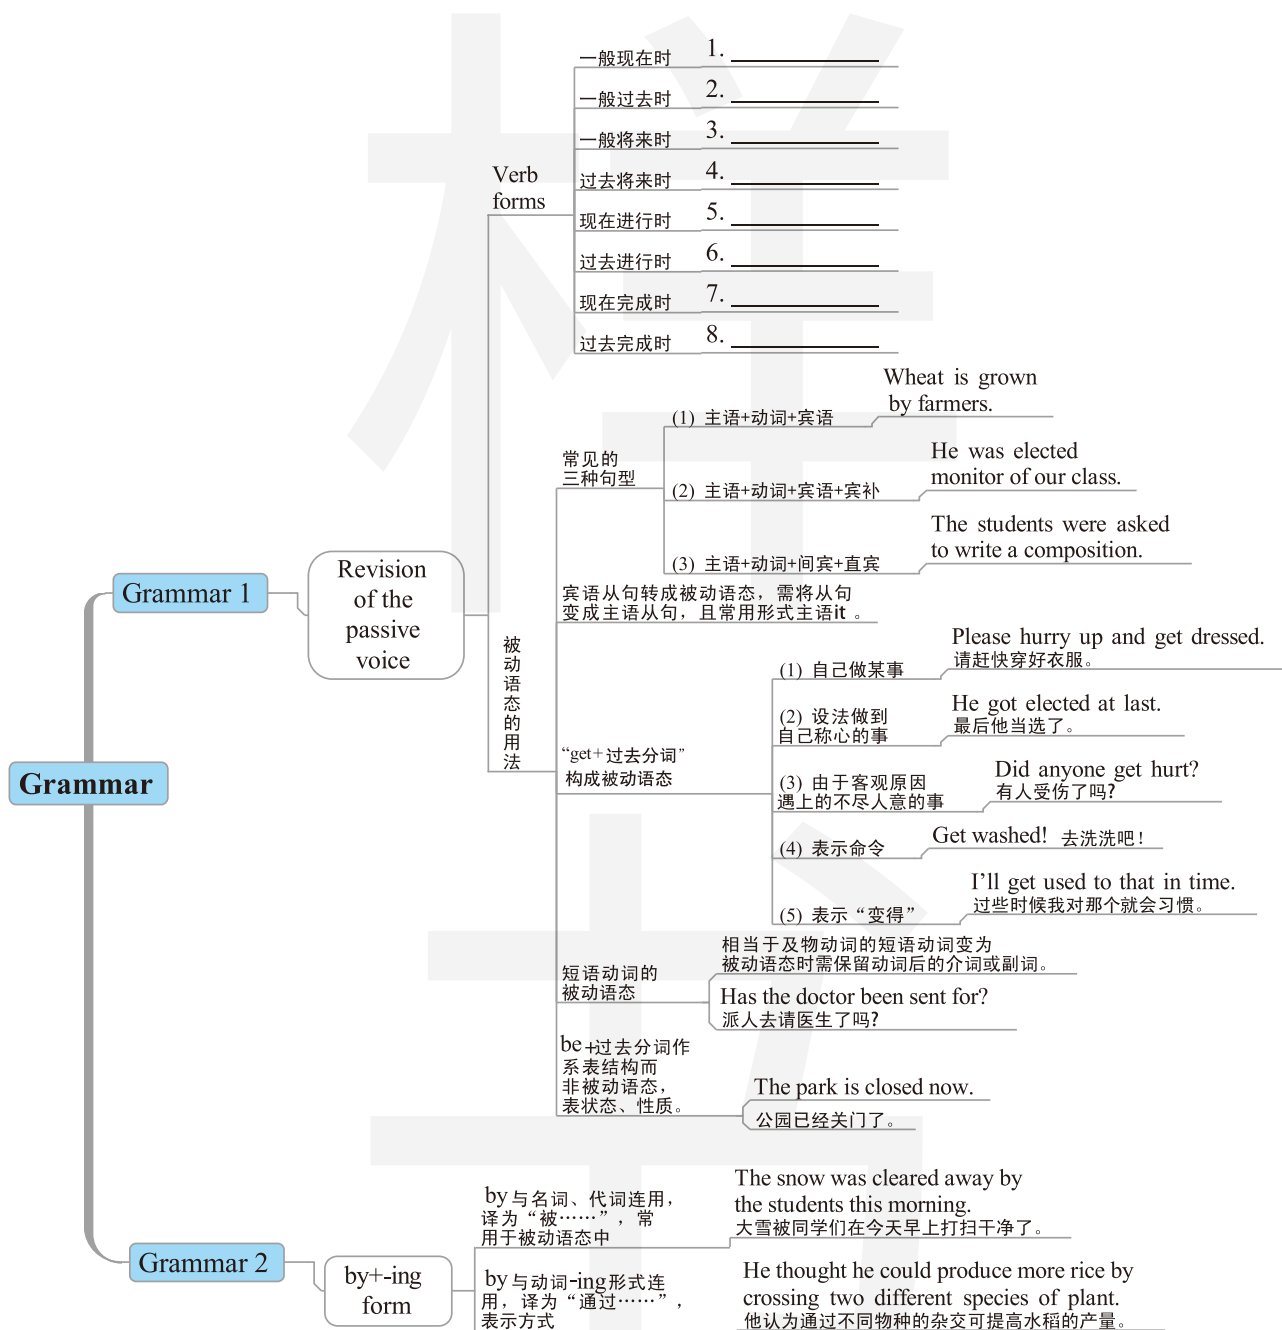 一般现在时 1.
一般过去时 2.
一般将来时 3.
过去将来时 4.
现在进行时 5.
过去进行时 6.
现在完成时 7.
过去完成时 8.
Verb
forms
Wheat is grown
by farmers.
(1) 主语+动词+宾语
常见的
三种句型
He was elected
monitor of our class.
(2) 主语+动词+宾语+宾补
The students were asked
to write a composition.
(3) 主语+动词+间宾+直宾
Grammar 1
Revision
of the
passive
voice
宾语从句转成被动语态，需将从句
变成主语从句，且常用形式主语it 。
被动语态的用法
Please hurry up and get dressed.
请赶快穿好衣服。
(1) 自己做某事
He got elected at last.
最后他当选了。
(2) 设法做到
自己称心的事
“get+过去分词”
构成被动语态
Grammar
Did anyone get hurt?
有人受伤了吗?
(3) 由于客观原因
遇上的不尽人意的事
(4) 表示命令
Get washed! 去洗洗吧！
I’ll get used to that in time.
过些时候我对那个就会习惯。
(5) 表示“变得”
短语动词的
被动语态
相当于及物动词的短语动词变为
被动语态时需保留动词后的介词或副词。
Has the doctor been sent for?
派人去请医生了吗?
be+过去分词作
系表结构而
非被动语态，
表状态、性质。
The park is closed now.
公园已经关门了。
Grammar 2
by+-ing
form
by与名词、代词连用，
译为“被……”，常
用于被动语态中
The snow was cleared away by
the students this morning.
大雪被同学们在今天早上打扫干净了。
by与动词-ing形式连
用，译为“通过……”，
表示方式
He thought he could produce more rice by
crossing two different species of plant.
他认为通过不同物种的杂交可提高水稻的产量。
样